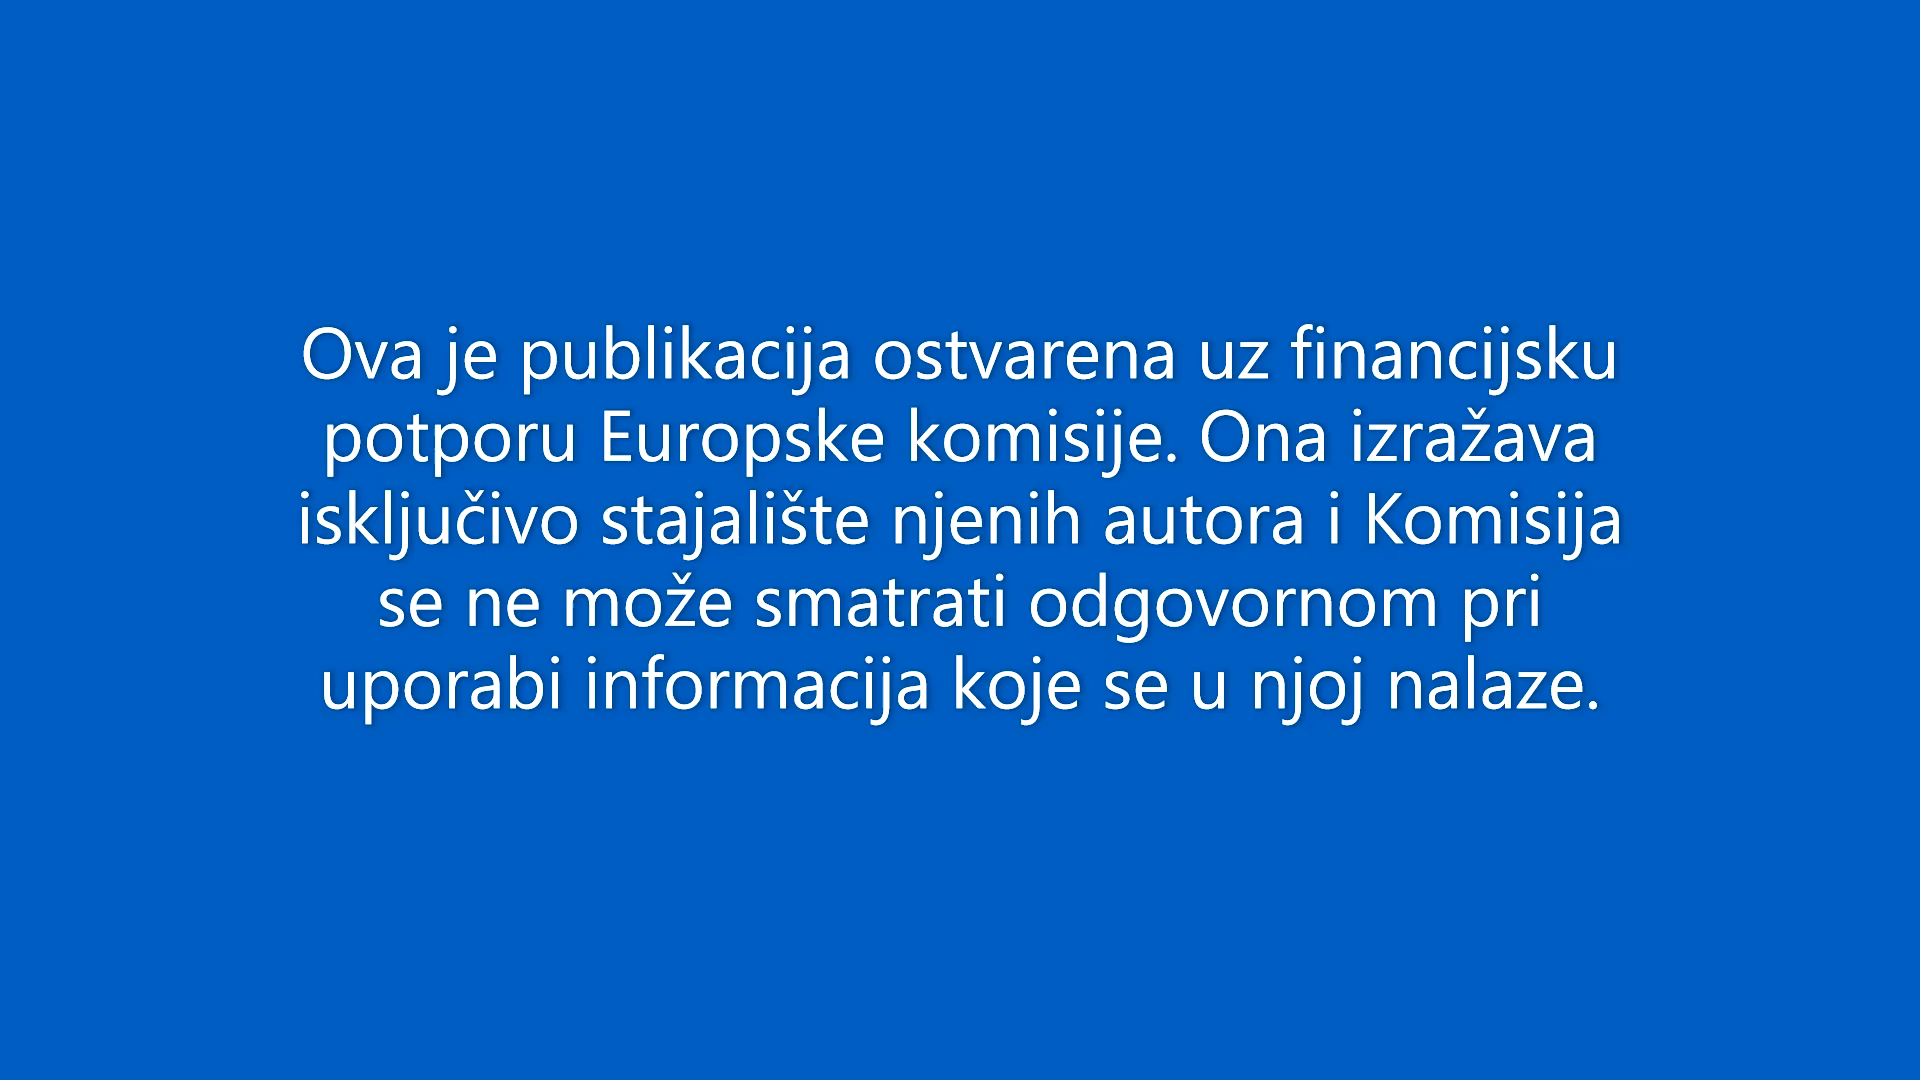 Ova je publikacija ostvarena uz financijsku
potporu Europske komisije. Ona izražava
isključivo stajalište njenih autora i Komisija
se ne može smatrati odgovornom pri
uporabi informacija koje se u njoj nalaze.